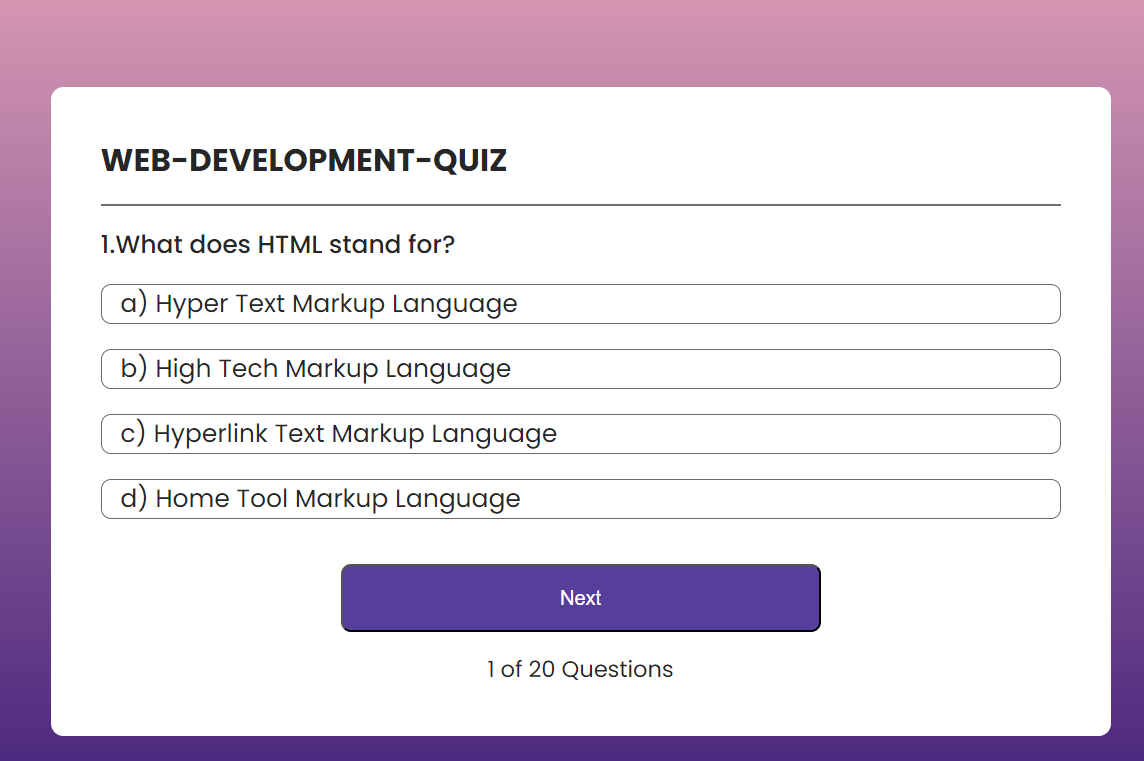 WEB-DEVELOPMENT-QUIZ
1.What does HTML stand for?
a) Hyper Text Markup Language
b) High Tech Markup Language
c) Hyperlink Text Markup Language
d) Home Tool Markup Language
Next
1 of 20 Questions